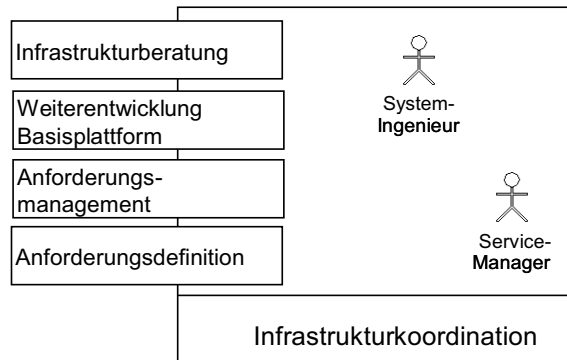 Infrastrukturberatung
Weiterentwicklung
Basisplattform
Anforderungs-
management
Anforderungsdefinition
System-
Ingenieur
Service-
Manager
Infrastrukturkoordination